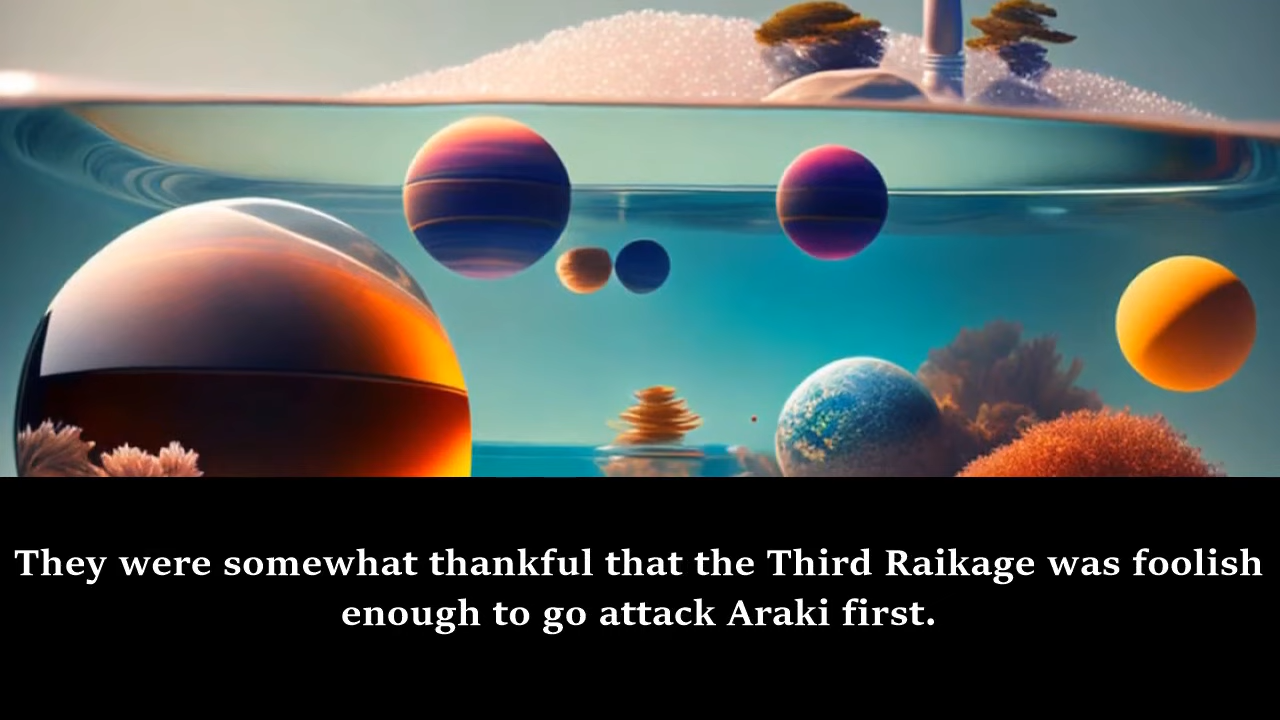 They were somewhat thankful that the Third Raikage was foolish
enough to go attack Araki first.